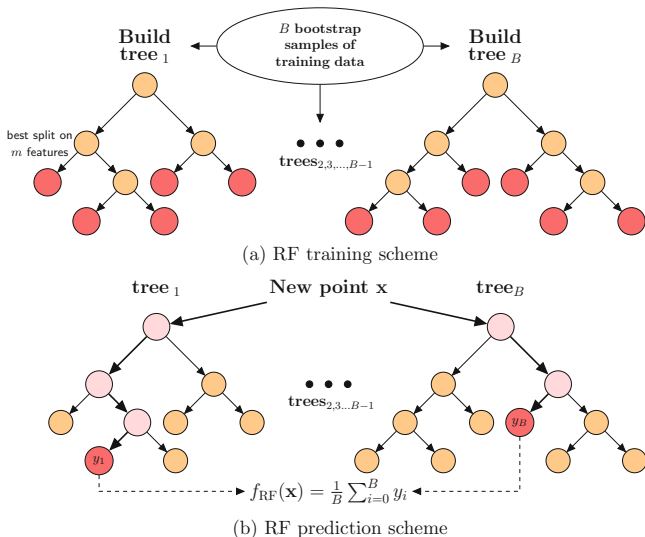 Build
tree 1
B bootstrap
samples of
training data
Build
tree B
best split on
m features
trees2,3,...,B−1
(a) RF training scheme
tree 1
New point x
treeB
trees2,3...B−1
y1
yB
fRF(x) = 1/B ∑i=0^B yi
(b) RF prediction scheme